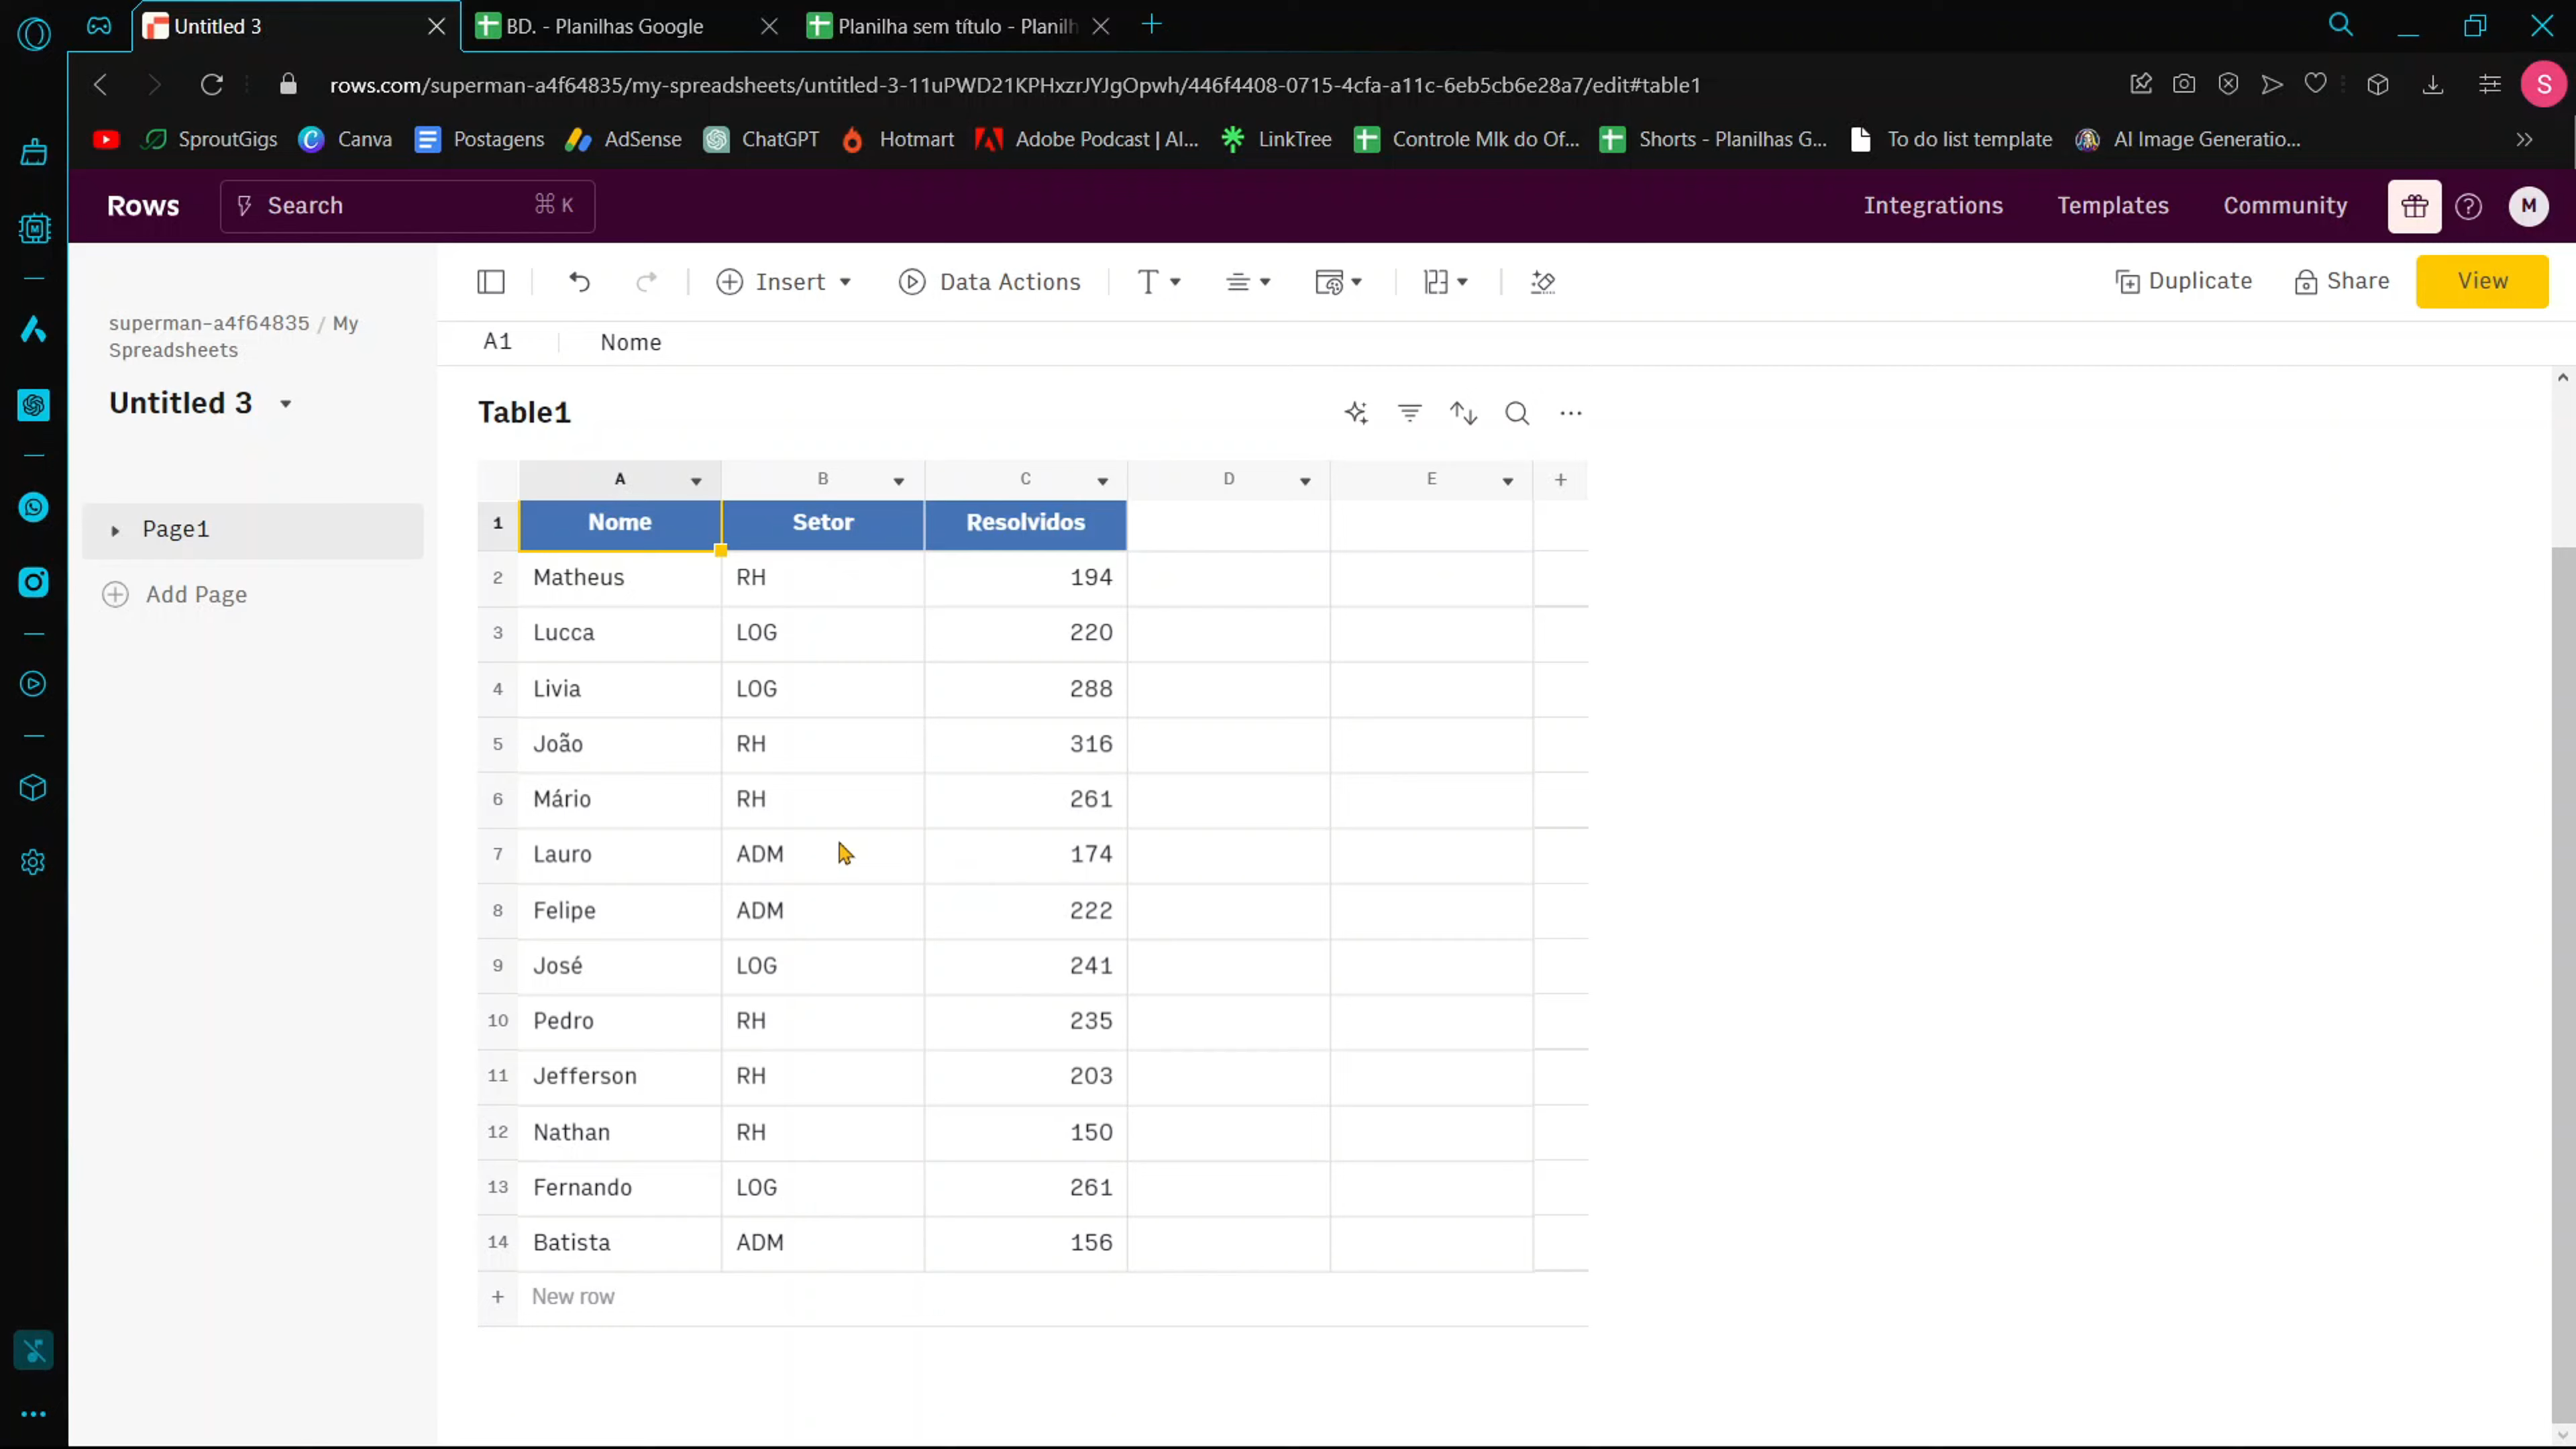 Untitled 3
BD. - Planilhas Google
Planilha sem título - Planilh
rows.com/superman-a4f64835/my-spreadsheets/untitled-3-11uPWD21KPHxzrJYJgOpwh/446f4408-0715-4cfa-a11c-6eb5cb6e28a7/edit#table1
S
SproutGigs
Canva
Postagens
AdSense
ChatGPT
Hotmart
Adobe Podcast | AI...
LinkTree
Controle Mlk do Of...
Shorts - Planilhas G...
To do list template
AI Image Generatio...
Rows
Search
⌘ K
Integrations
Templates
Community
M
superman-a4f64835 / My
Spreadsheets
Untitled 3
Page1
Add Page
Insert
Data Actions
Duplicate
Share
View
A1
Nome
Table1
A B C D E +
1 Nome Setor Resolvidos
2 Matheus RH 194
3 Lucca LOG 220
4 Livia LOG 288
5 João RH 316
6 Mário RH 261
7 Lauro ADM 174
8 Felipe ADM 222
9 José LOG 241
10 Pedro RH 235
11 Jefferson RH 203
12 Nathan RH 150
13 Fernando LOG 261
14 Batista ADM 156
+ New row